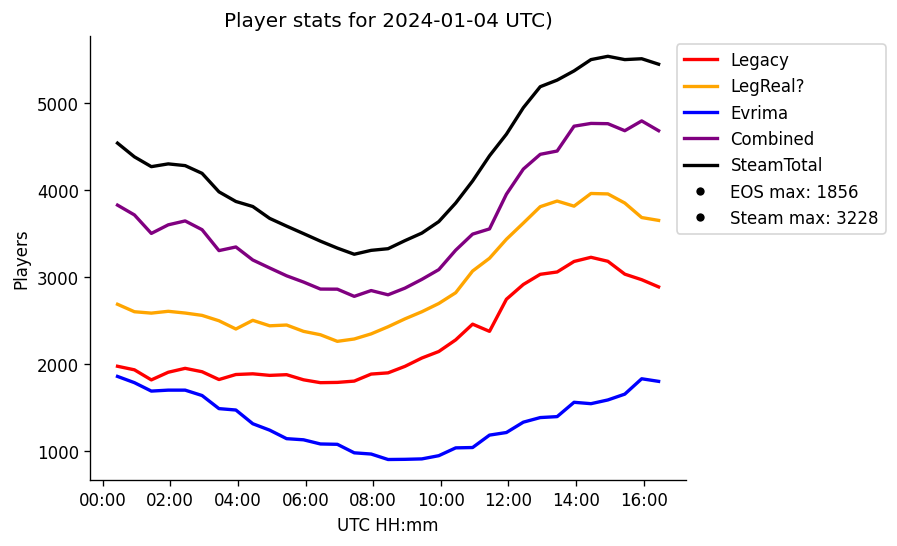 Player stats for 2024-01-04 UTC)
Legacy
LegReal?
Evrima
Combined
SteamTotal
EOS max: 1856
Steam max: 3228
Players
5000
4000
3000
2000
1000
00:00 02:00 04:00 06:00 08:00 10:00 12:00 14:00 16:00
UTC HH:mm